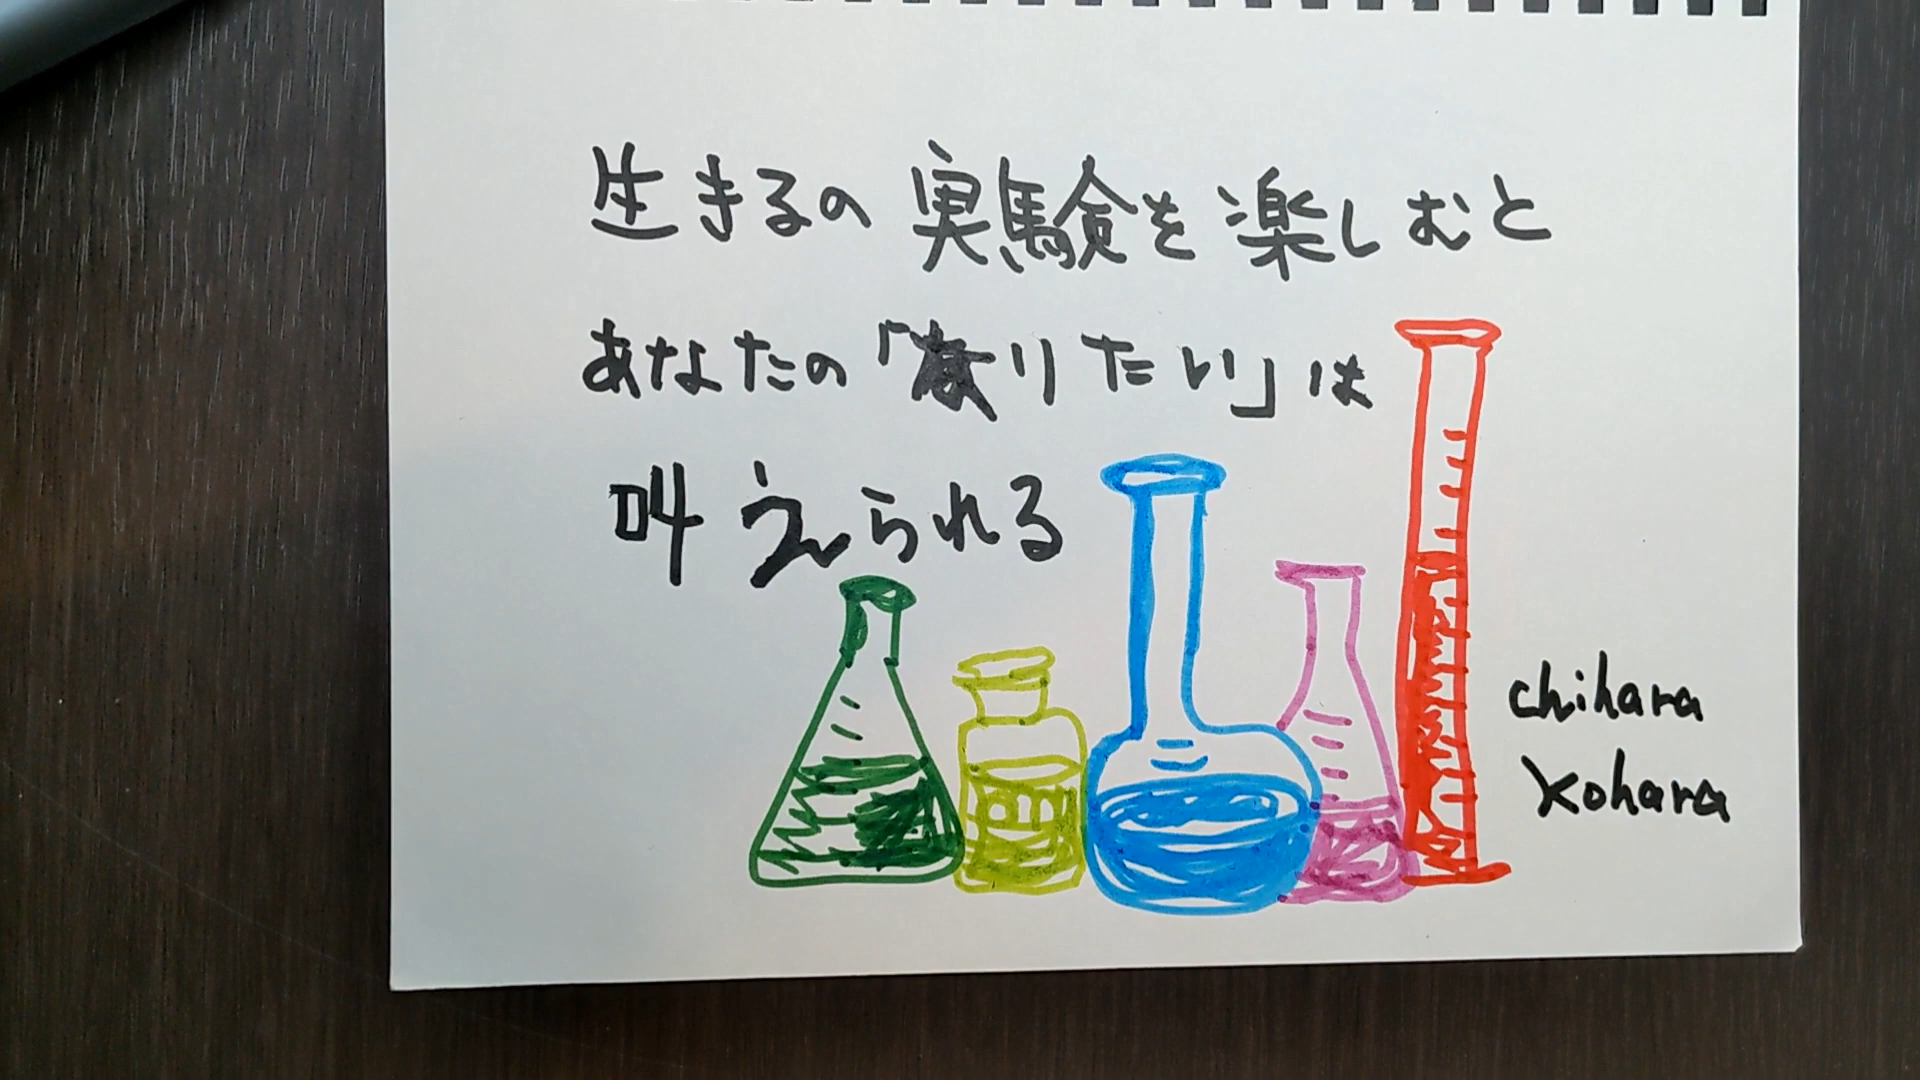 生きるの実験を楽しむと
あなたの「なりたい」は
叶えられる
chihara
kohara